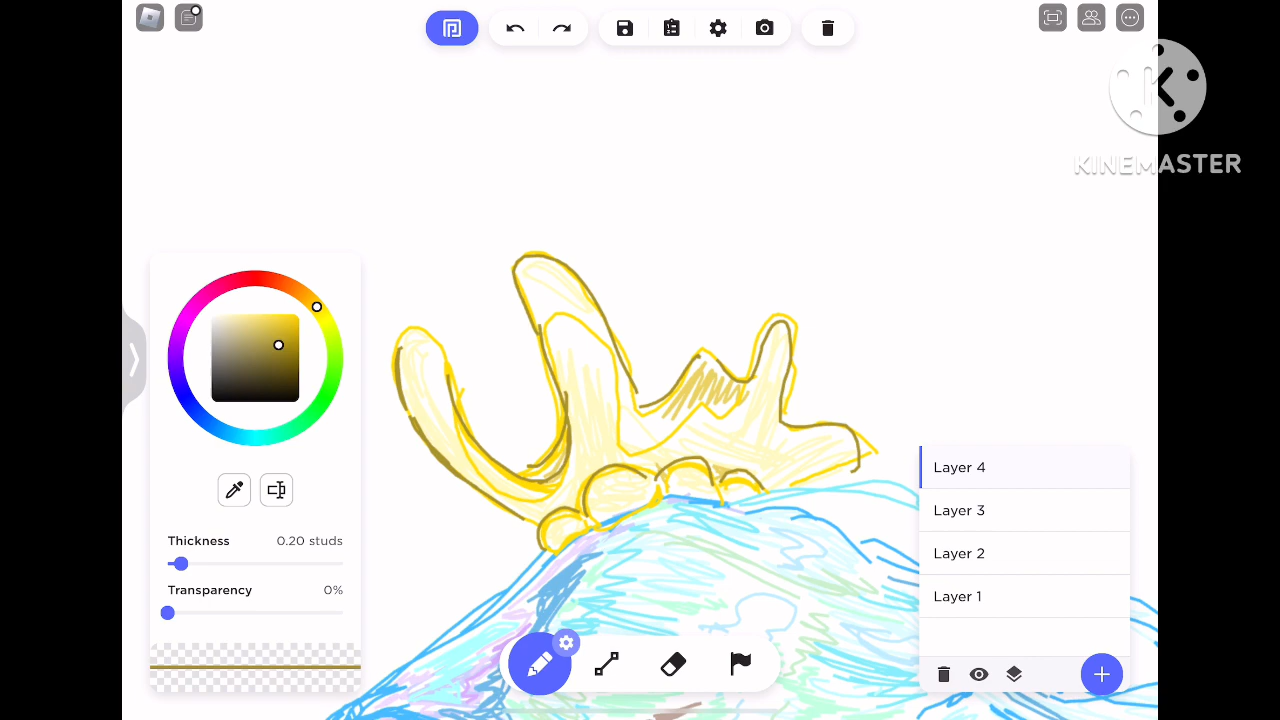 KINEMASTER
Layer 4
Layer 3
Layer 2
Layer 1
Thickness 0.20 studs
Transparency 0%